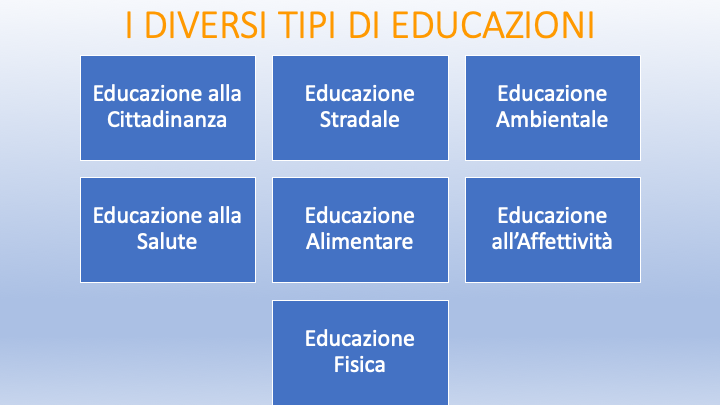 I DIVERSI TIPI DI EDUCAZIONI
Educazione alla
Cittadinanza
Educazione
Stradale
Educazione
Ambientale
Educazione alla
Salute
Educazione
Alimentare
Educazione
all’Affettività
Educazione
Fisica